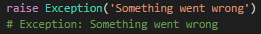 raise Exception('Something went wrong')
# Exception: Something went wrong